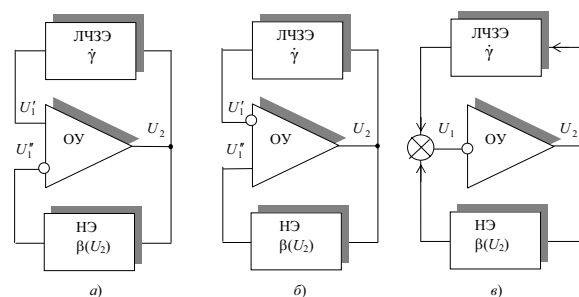 ЛЧЗЭ
γ̇
U′₁
U″₁
ОУ
U₂
НЭ
β(U₂)
а)
ЛЧЗЭ
γ̇
U′₁
U″₁
ОУ
U₂
НЭ
β(U₂)
б)
ЛЧЗЭ
γ̇
U₁
ОУ
U₂
НЭ
β(U₂)
в)